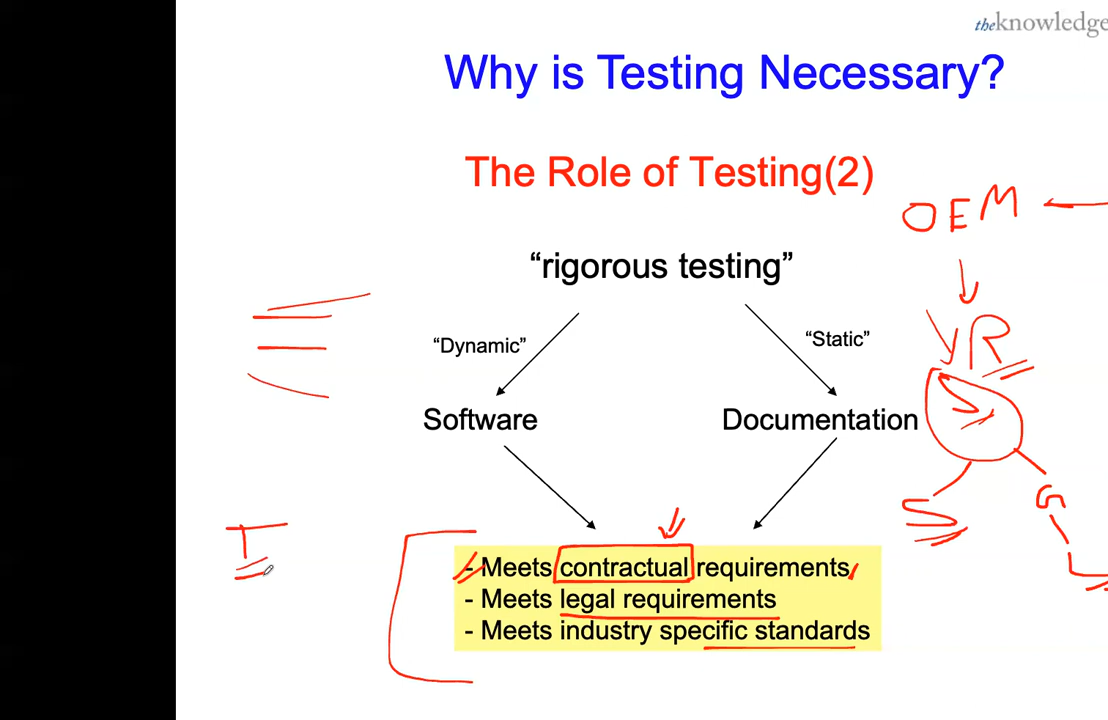 theknowledge
Why is Testing Necessary?
The Role of Testing(2)
OEM
“rigorous testing”
“Dynamic”
“Static”
R
Software
Documentation
S
G
T
- Meets contractual requirements
- Meets legal requirements
- Meets industry specific standards